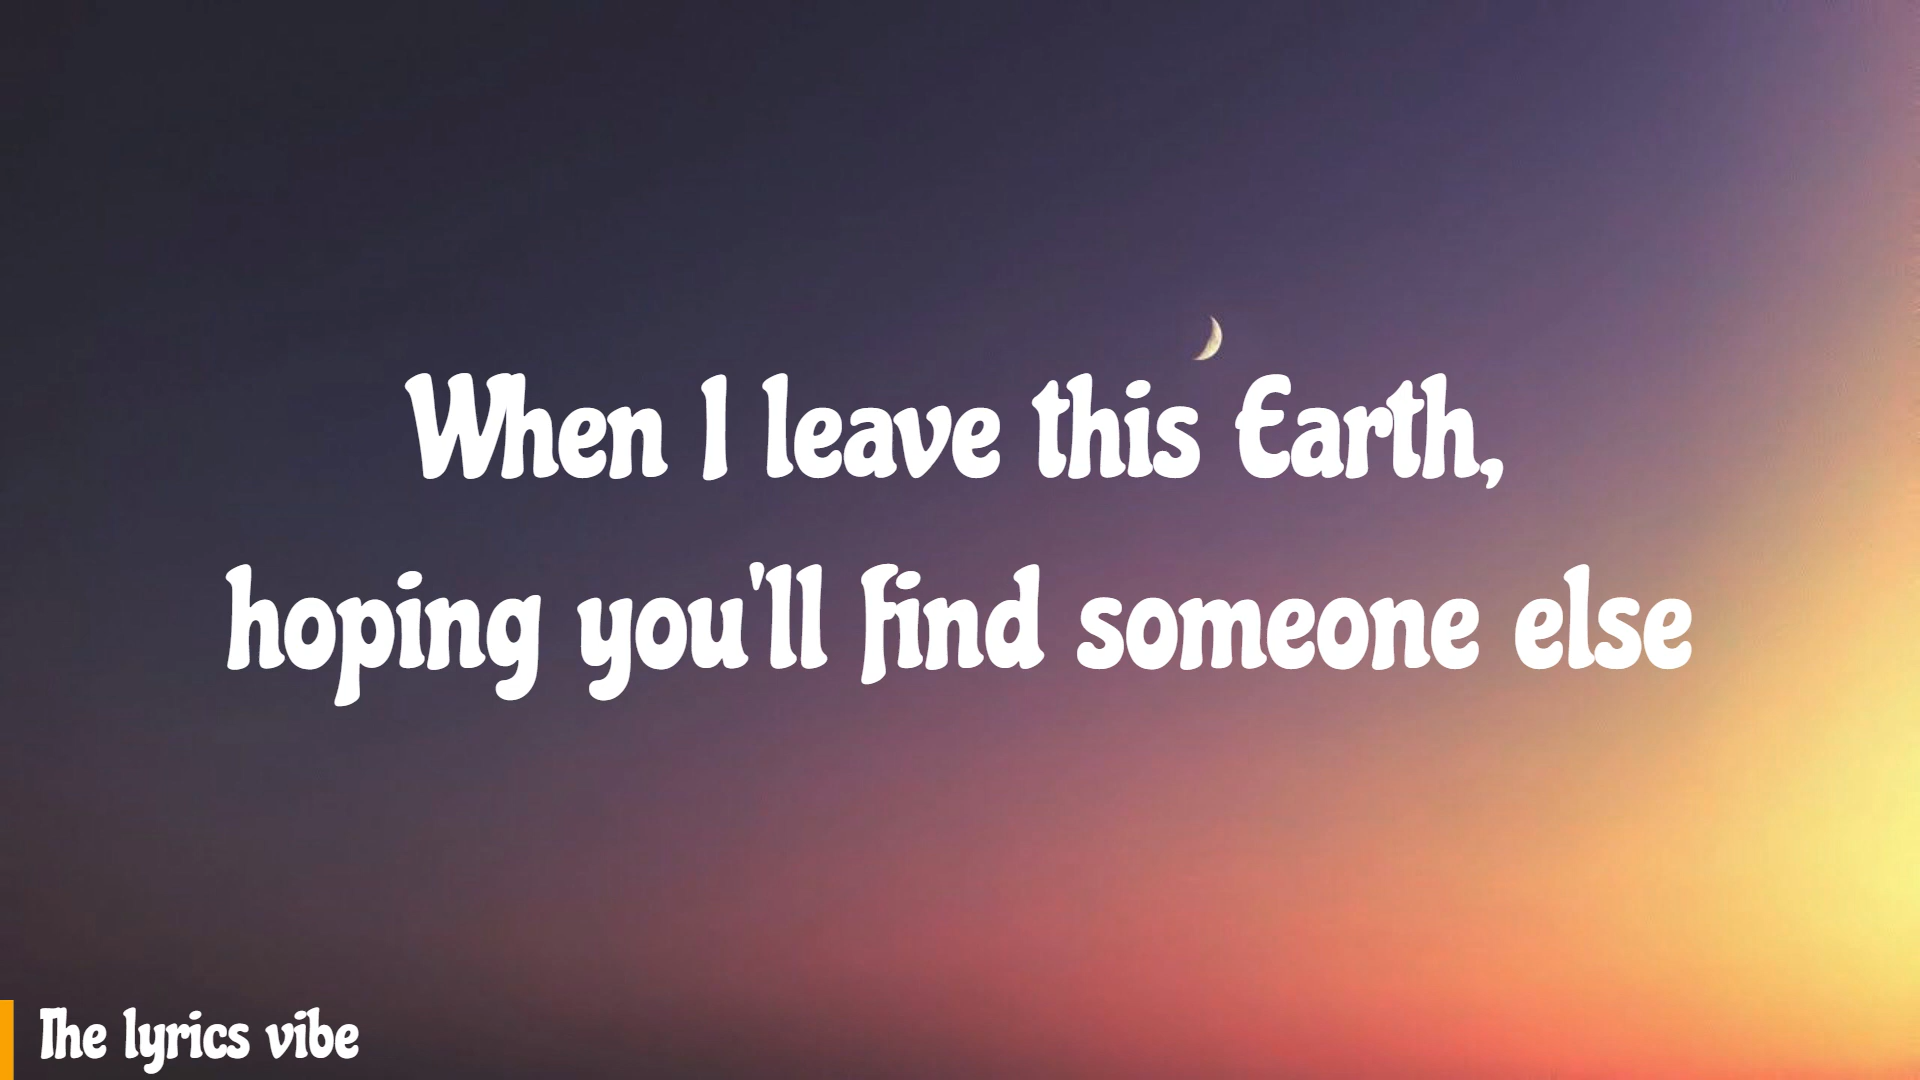 When I leave this Earth,
hoping you'll find someone else
The lyrics vibe